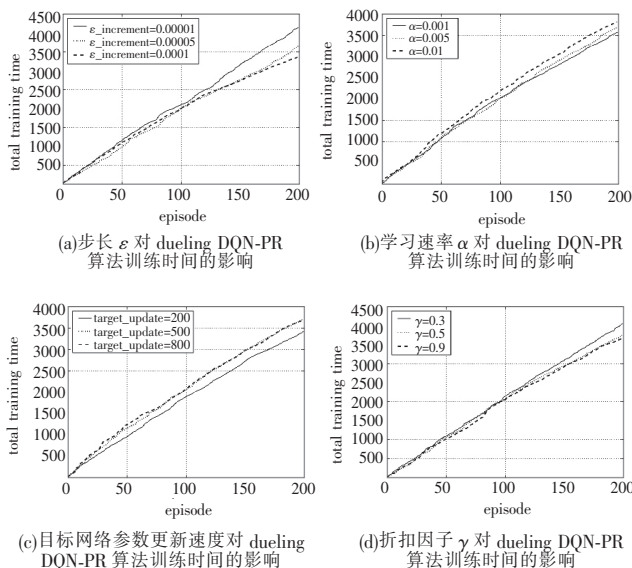 4500
4000
3500
3000
2500
2000
1500
1000
500
0
50
100
150
200
total training time
episode
ε_increment=0.00001
ε_increment=0.00005
ε_increment=0.0001
(a)步长 ε 对 dueling DQN-PR
算法训练时间的影响
4000
3500
3000
2500
2000
1500
1000
500
0
50
100
150
200
total training time
episode
α=0.001
α=0.005
α=0.01
(b)学习速率 α 对 dueling DQN-PR
算法训练时间的影响
4000
3500
3000
2500
2000
1500
1000
500
0
50
100
150
200
total training time
episode
target_update=200
target_update=500
target_update=800
(c)目标网络参数更新速度对 dueling
DQN-PR 算法训练时间的影响
4500
4000
3500
3000
2500
2000
1500
1000
500
0
50
100
150
200
total training time
episode
γ=0.3
γ=0.5
γ=0.9
(d)折扣因子 γ 对 dueling DQN-PR
算法训练时间的影响